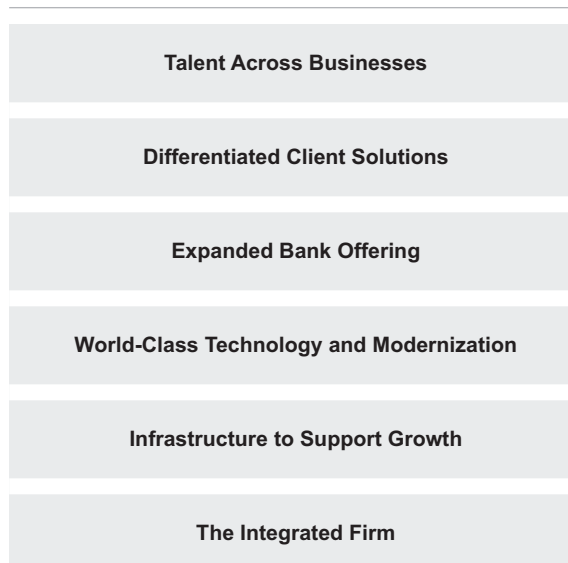 Talent Across Businesses
Differentiated Client Solutions
Expanded Bank Offering
World-Class Technology and Modernization
Infrastructure to Support Growth
The Integrated Firm